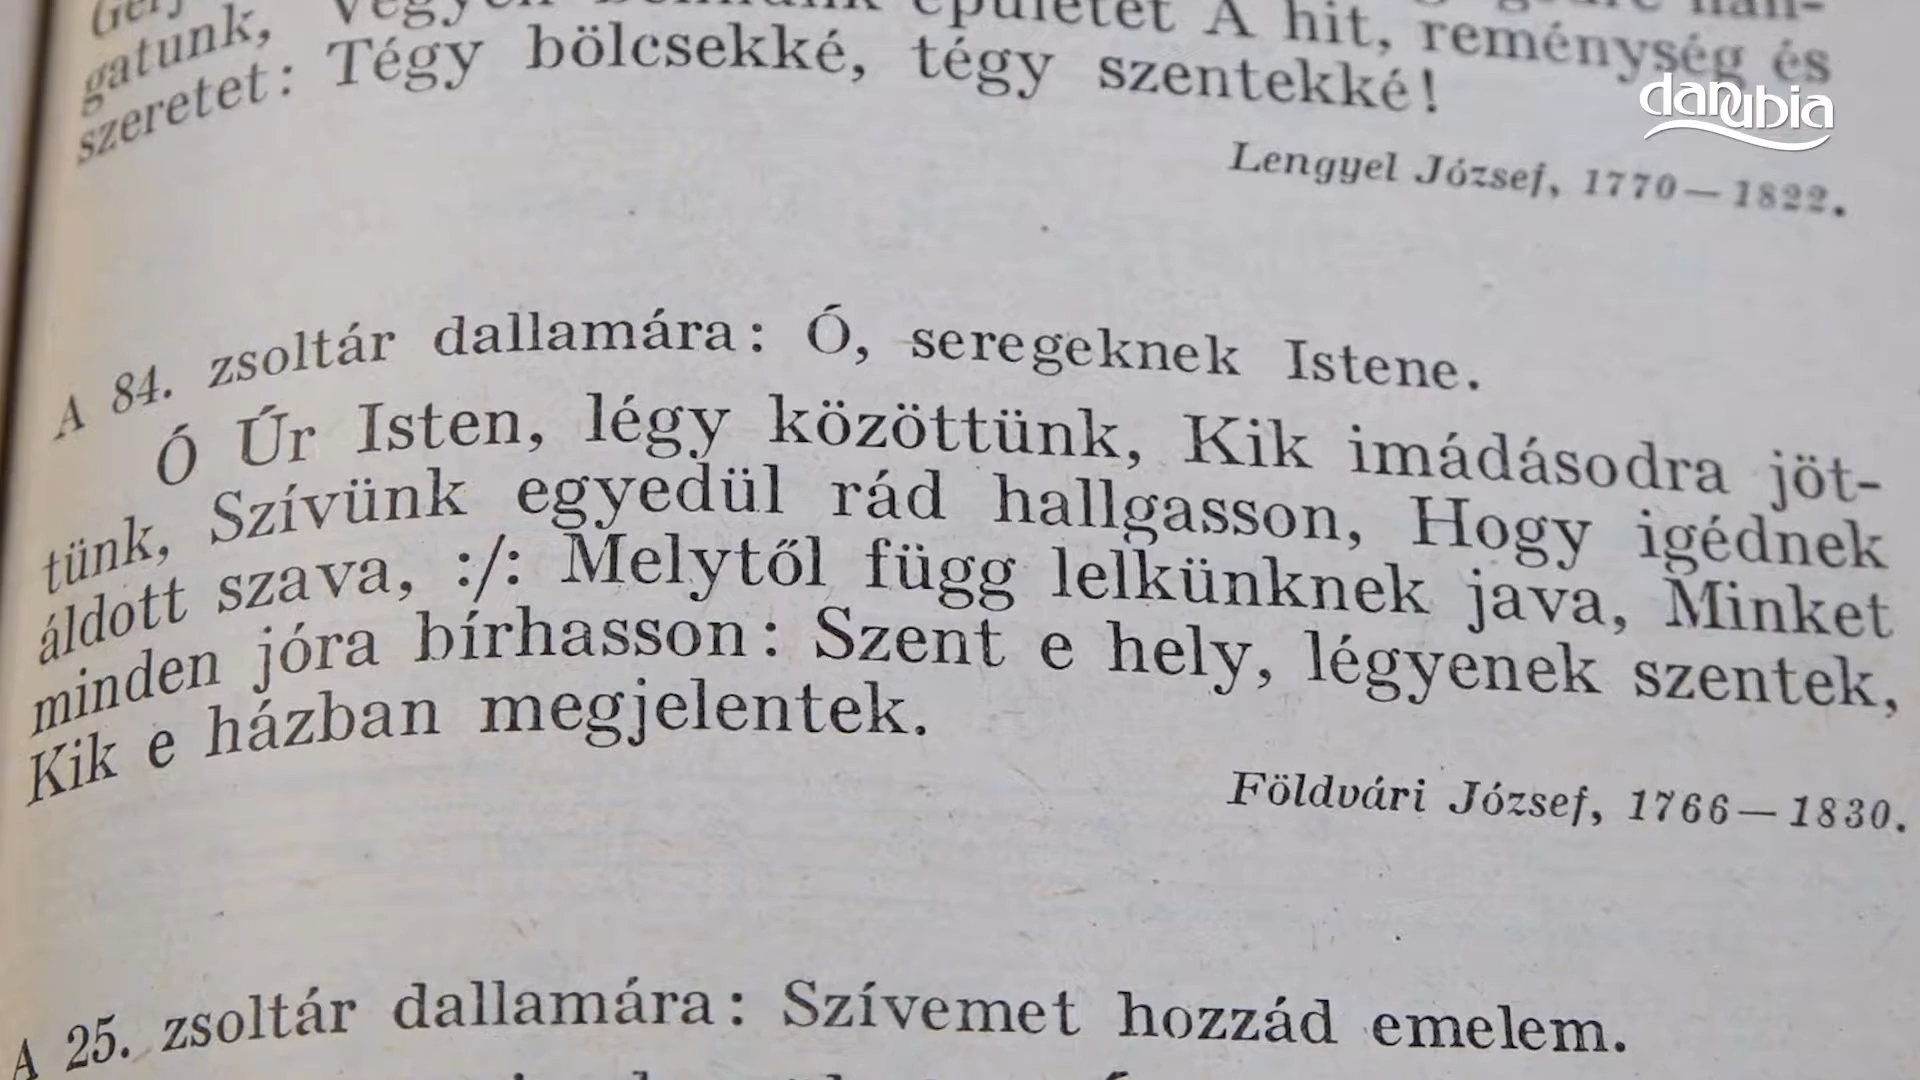 gatunk, épületet A hit, reménység és
szeretet: Tégy bölcsekké, tégy szentekké!
danubia
Lengyel József, 1770—1822.
A 84. zsoltár dallamára: Ó, seregeknek Istene.
Ó Úr Isten, légy közöttünk, Kik imádásodra jöt-
tünk, Szívünk egyedül rád hallgasson, Hogy igédnek
áldott szava, :/: Melytől függ lelkünknek java, Minket
minden jóra bírhasson: Szent e hely, légyenek szentek,
Kik e házban megjelentek.
Földvári József, 1766—1830.
A 25. zsoltár dallamára: Szívemet hozzád emelem.